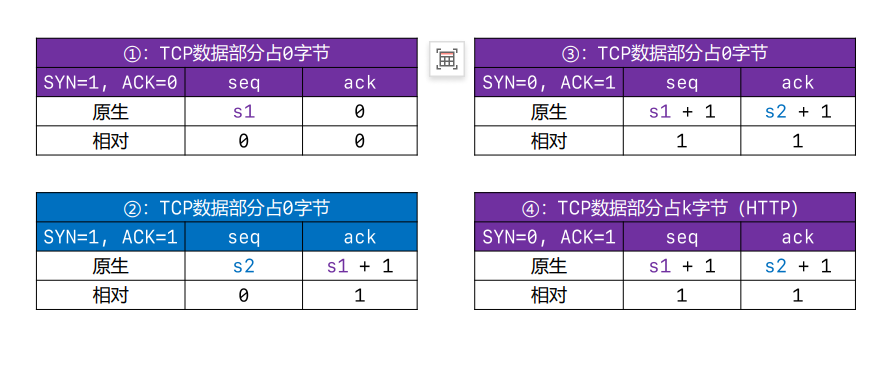 ①：TCP数据部分占0字节
SYN=1, ACK=0 seq ack
原生 s1 0
相对 0 0
②：TCP数据部分占0字节
SYN=1, ACK=1 seq ack
原生 s2 s1 + 1
相对 0 1
③：TCP数据部分占0字节
SYN=0, ACK=1 seq ack
原生 s1 + 1 s2 + 1
相对 1 1
④：TCP数据部分占k字节（HTTP）
SYN=0, ACK=1 seq ack
原生 s1 + 1 s2 + 1
相对 1 1